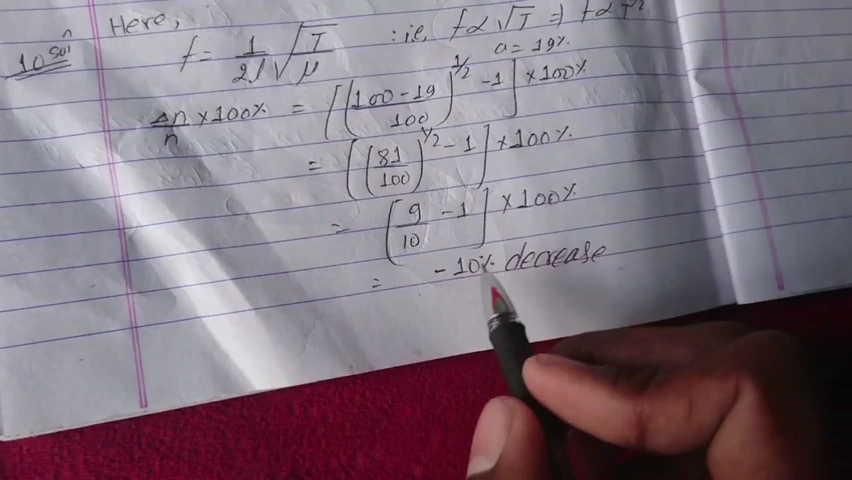 10 solⁿ Here,
f = 1/2l √T/μ : ie, f ∝ √T ⇒ f ∝ T^1/2
a = 19%
Δn/n × 100% = [(100 - 19/100)^1/2 - 1] × 100%
= [(81/100)^1/2 - 1] × 100%
= [9/10 - 1] × 100%
= - 10% decrease